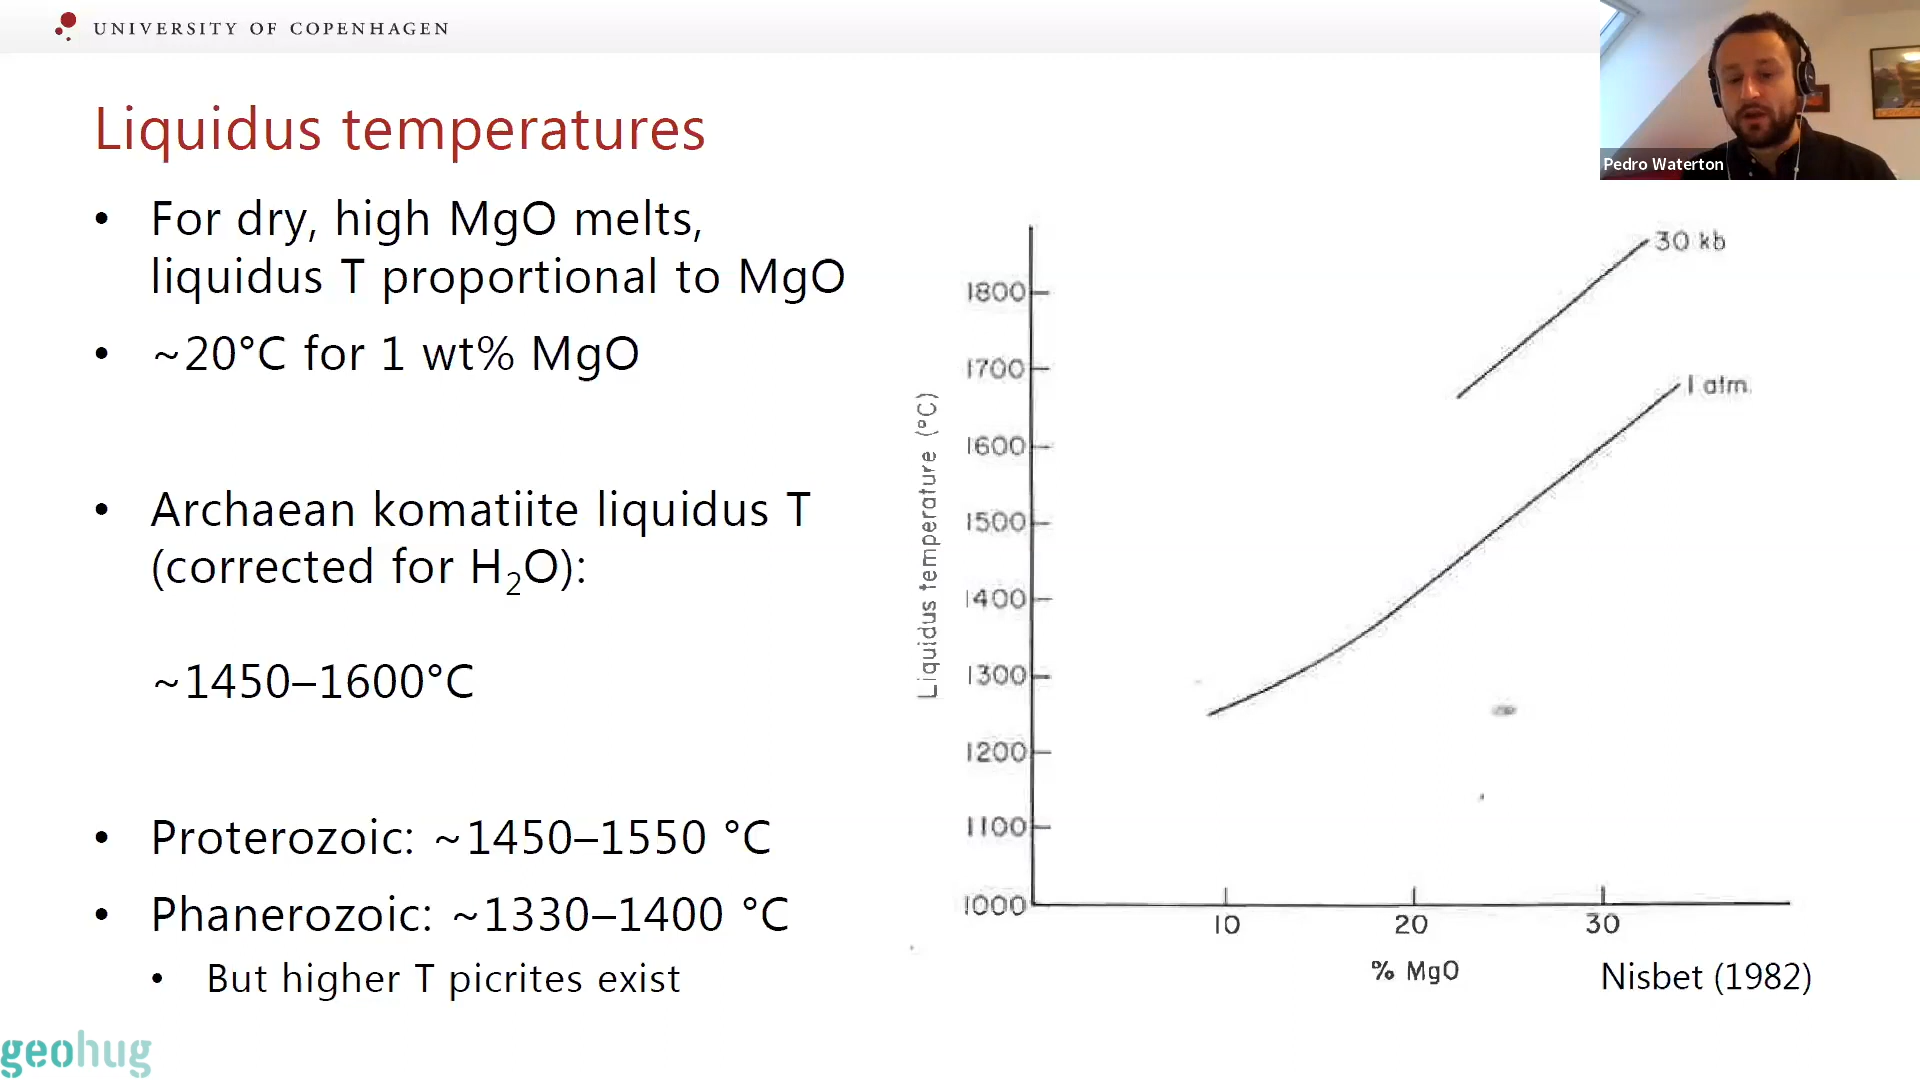 UNIVERSITY OF COPENHAGEN
Pedro Waterton
Liquidus temperatures
• For dry, high MgO melts,
liquidus T proportional to MgO
• ~20°C for 1 wt% MgO
• Archaean komatiite liquidus T
(corrected for H₂O):
~1450–1600°C
• Proterozoic: ~1450–1550 °C
• Phanerozoic: ~1330–1400 °C
• But higher T picrites exist
Liquidus temperature (°C)
1800
1700
1600
1500
1400
1300
1200
1100
1000
30 kb
1 atm.
10 20 30
% MgO
Nisbet (1982)
geohug